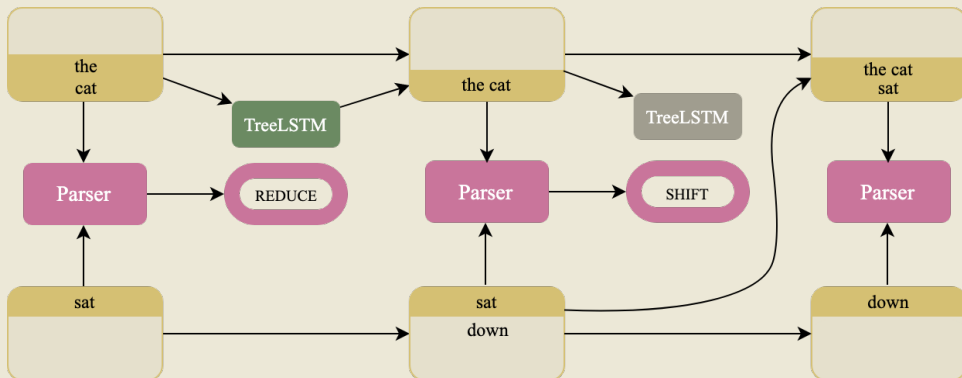 the
cat
the cat
the cat
sat
TreeLSTM
TreeLSTM
Parser
REDUCE
Parser
SHIFT
Parser
sat
sat
down
down